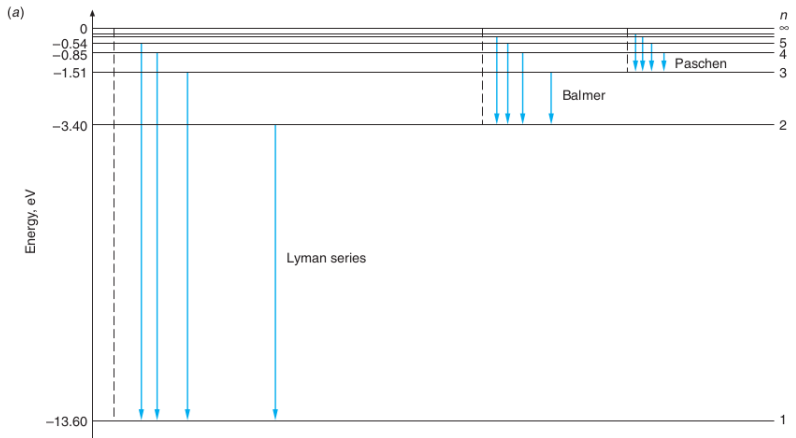 (a)
n
0
∞
−0.54
5
−0.85
4
Paschen
−1.51
3
Balmer
−3.40
2
Energy, eV
Lyman series
−13.60
1